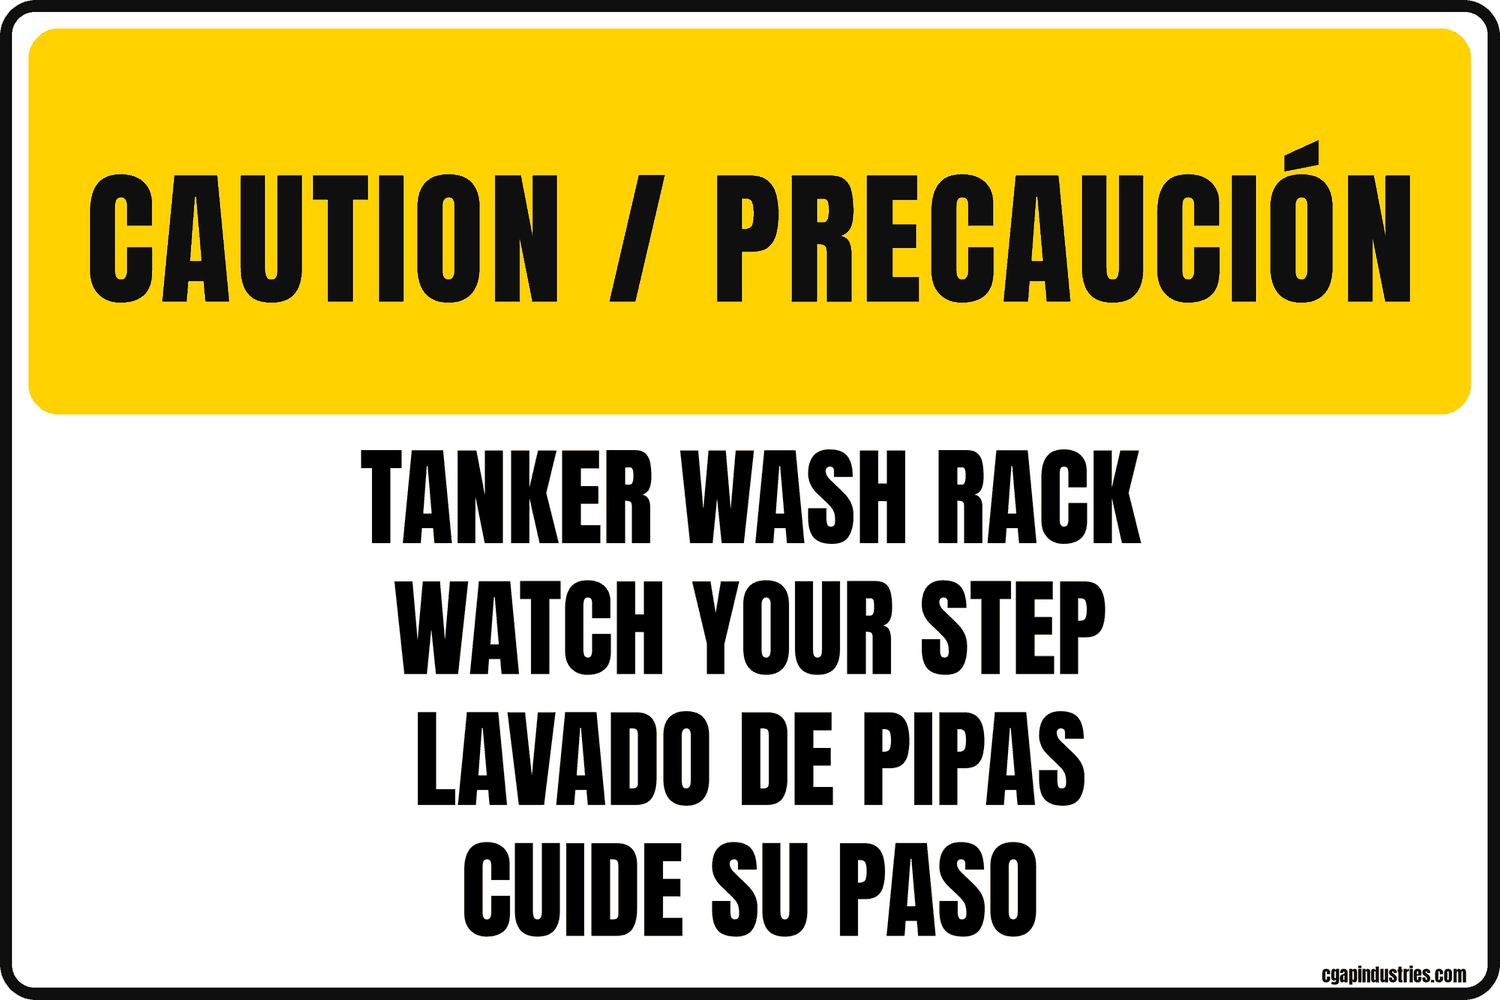 CAUTION / PRECAUCIÓN
TANKER WASH RACK
WATCH YOUR STEP
LAVADO DE PIPAS
CUIDE SU PASO
cgapindustries.com